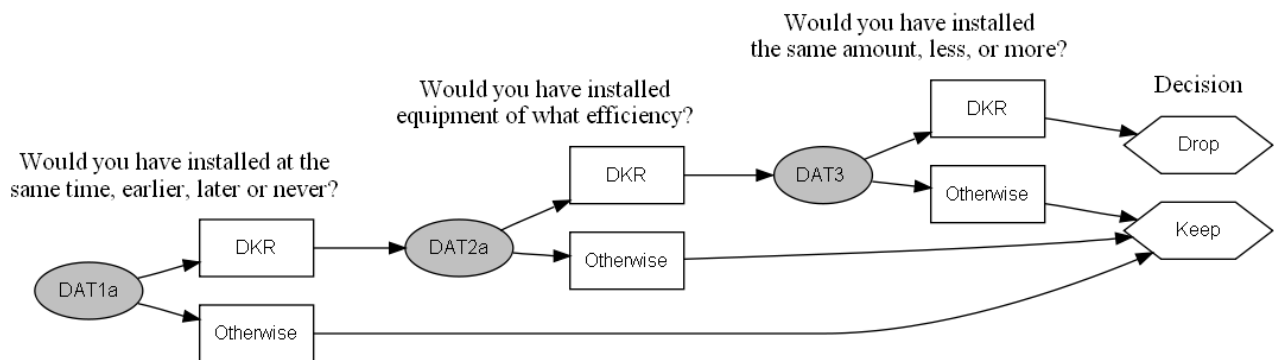 Would you have installed
the same amount, less, or more?
Would you have installed
equipment of what efficiency?
Decision
Would you have installed at the
same time, earlier, later or never?
DKR
Drop
DKR
DAT3
Otherwise
Keep
DKR
DAT2a
Otherwise
DAT1a
Otherwise